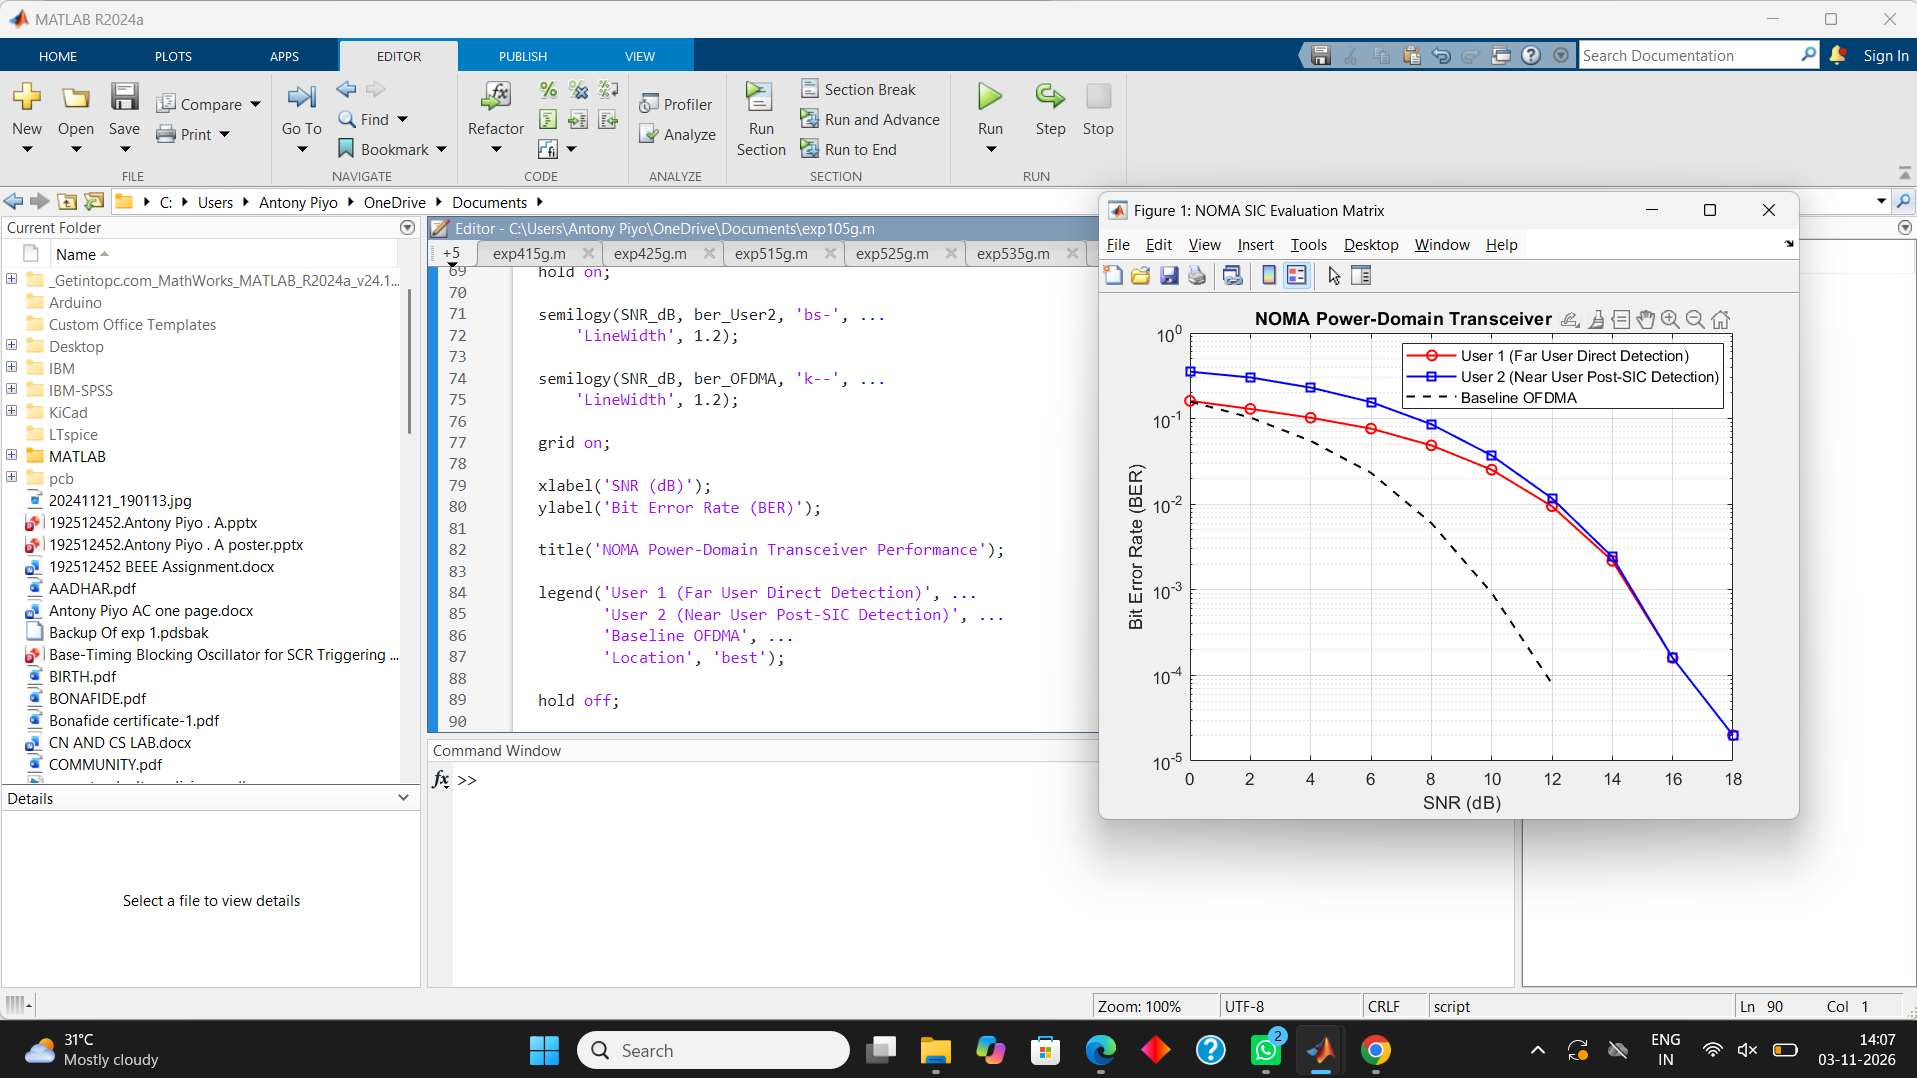 MATLAB R2024a
HOME PLOTS APPS EDITOR PUBLISH VIEW
Search Documentation
Sign In
New Open Save
Compare
Print
FILE
Go To
Find
Bookmark
NAVIGATE
Refactor
CODE
Profiler
Analyze
ANALYZE
Run Section
Section Break
Run and Advance
Run to End
SECTION
Run Step Stop
RUN
C: Users Antony Piyo OneDrive Documents
Current Folder
Name
_Getintopc.com_MathWorks_MATLAB_R2024a_v24.1...
Arduino
Custom Office Templates
Desktop
IBM
IBM-SPSS
KiCad
LTspice
MATLAB
pcb
20241121_190113.jpg
192512452.Antony Piyo . A.pptx
192512452.Antony Piyo . A poster.pptx
192512452 BEEE Assignment.docx
AADHAR.pdf
Antony Piyo AC one page.docx
Backup Of exp 1.pdsbak
Base-Timing Blocking Oscillator for SCR Triggering ...
BIRTH.pdf
BONAFIDE.pdf
Bonafide certificate-1.pdf
CN AND CS LAB.docx
COMMUNITY.pdf
Details
Select a file to view details
Editor - C:\Users\Antony Piyo\OneDrive\Documents\exp105g.m
+5 exp415g.m exp425g.m exp515g.m exp525g.m exp535g.m
69 hold on;
70
71 semilogy(SNR_dB, ber_User2, 'bs-', ...
72 'LineWidth', 1.2);
73
74 semilogy(SNR_dB, ber_OFDMA, 'k--', ...
75 'LineWidth', 1.2);
76
77 grid on;
78
79 xlabel('SNR (dB)');
80 ylabel('Bit Error Rate (BER)');
81
82 title('NOMA Power-Domain Transceiver Performance');
83
84 legend('User 1 (Far User Direct Detection)', ...
85 'User 2 (Near User Post-SIC Detection)', ...
86 'Baseline OFDMA', ...
87 'Location', 'best');
88
89 hold off;
90
Command Window
fx >>
Figure 1: NOMA SIC Evaluation Matrix
File Edit View Insert Tools Desktop Window Help
NOMA Power-Domain Transceiver
User 1 (Far User Direct Detection)
User 2 (Near User Post-SIC Detection)
Baseline OFDMA
Bit Error Rate (BER)
10^0
10^-1
10^-2
10^-3
10^-4
10^-5
0 2 4 6 8 10 12 14 16 18
SNR (dB)
Zoom: 100% UTF-8 CRLF script Ln 90 Col 1
31°C
Mostly cloudy
Search
2
ENG
IN
14:07
03-11-2026